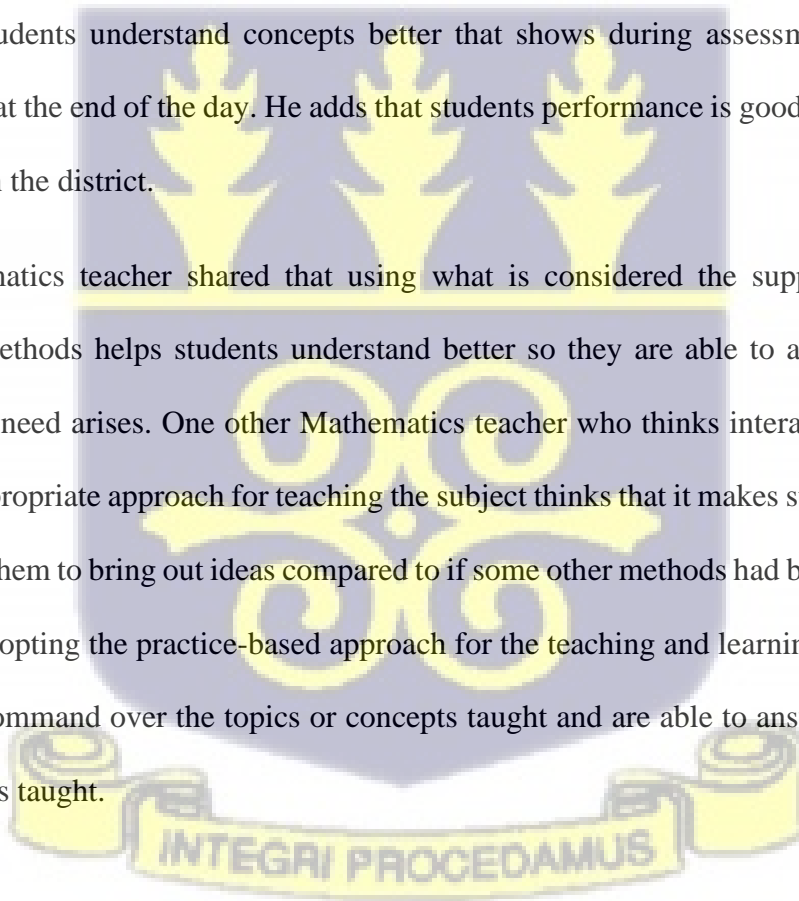 udents understand concepts better that shows during assessm
at the end of the day. He adds that students performance is good
n the district.
matics teacher shared that using what is considered the supp
ethods helps students understand better so they are able to a
need arises. One other Mathematics teacher who thinks intera
propriate approach for teaching the subject thinks that it makes s
them to bring out ideas compared to if some other methods had b
opting the practice-based approach for the teaching and learnin
ommand over the topics or concepts taught and are able to ans
s taught.
INTEGRI PROCEDAMUS